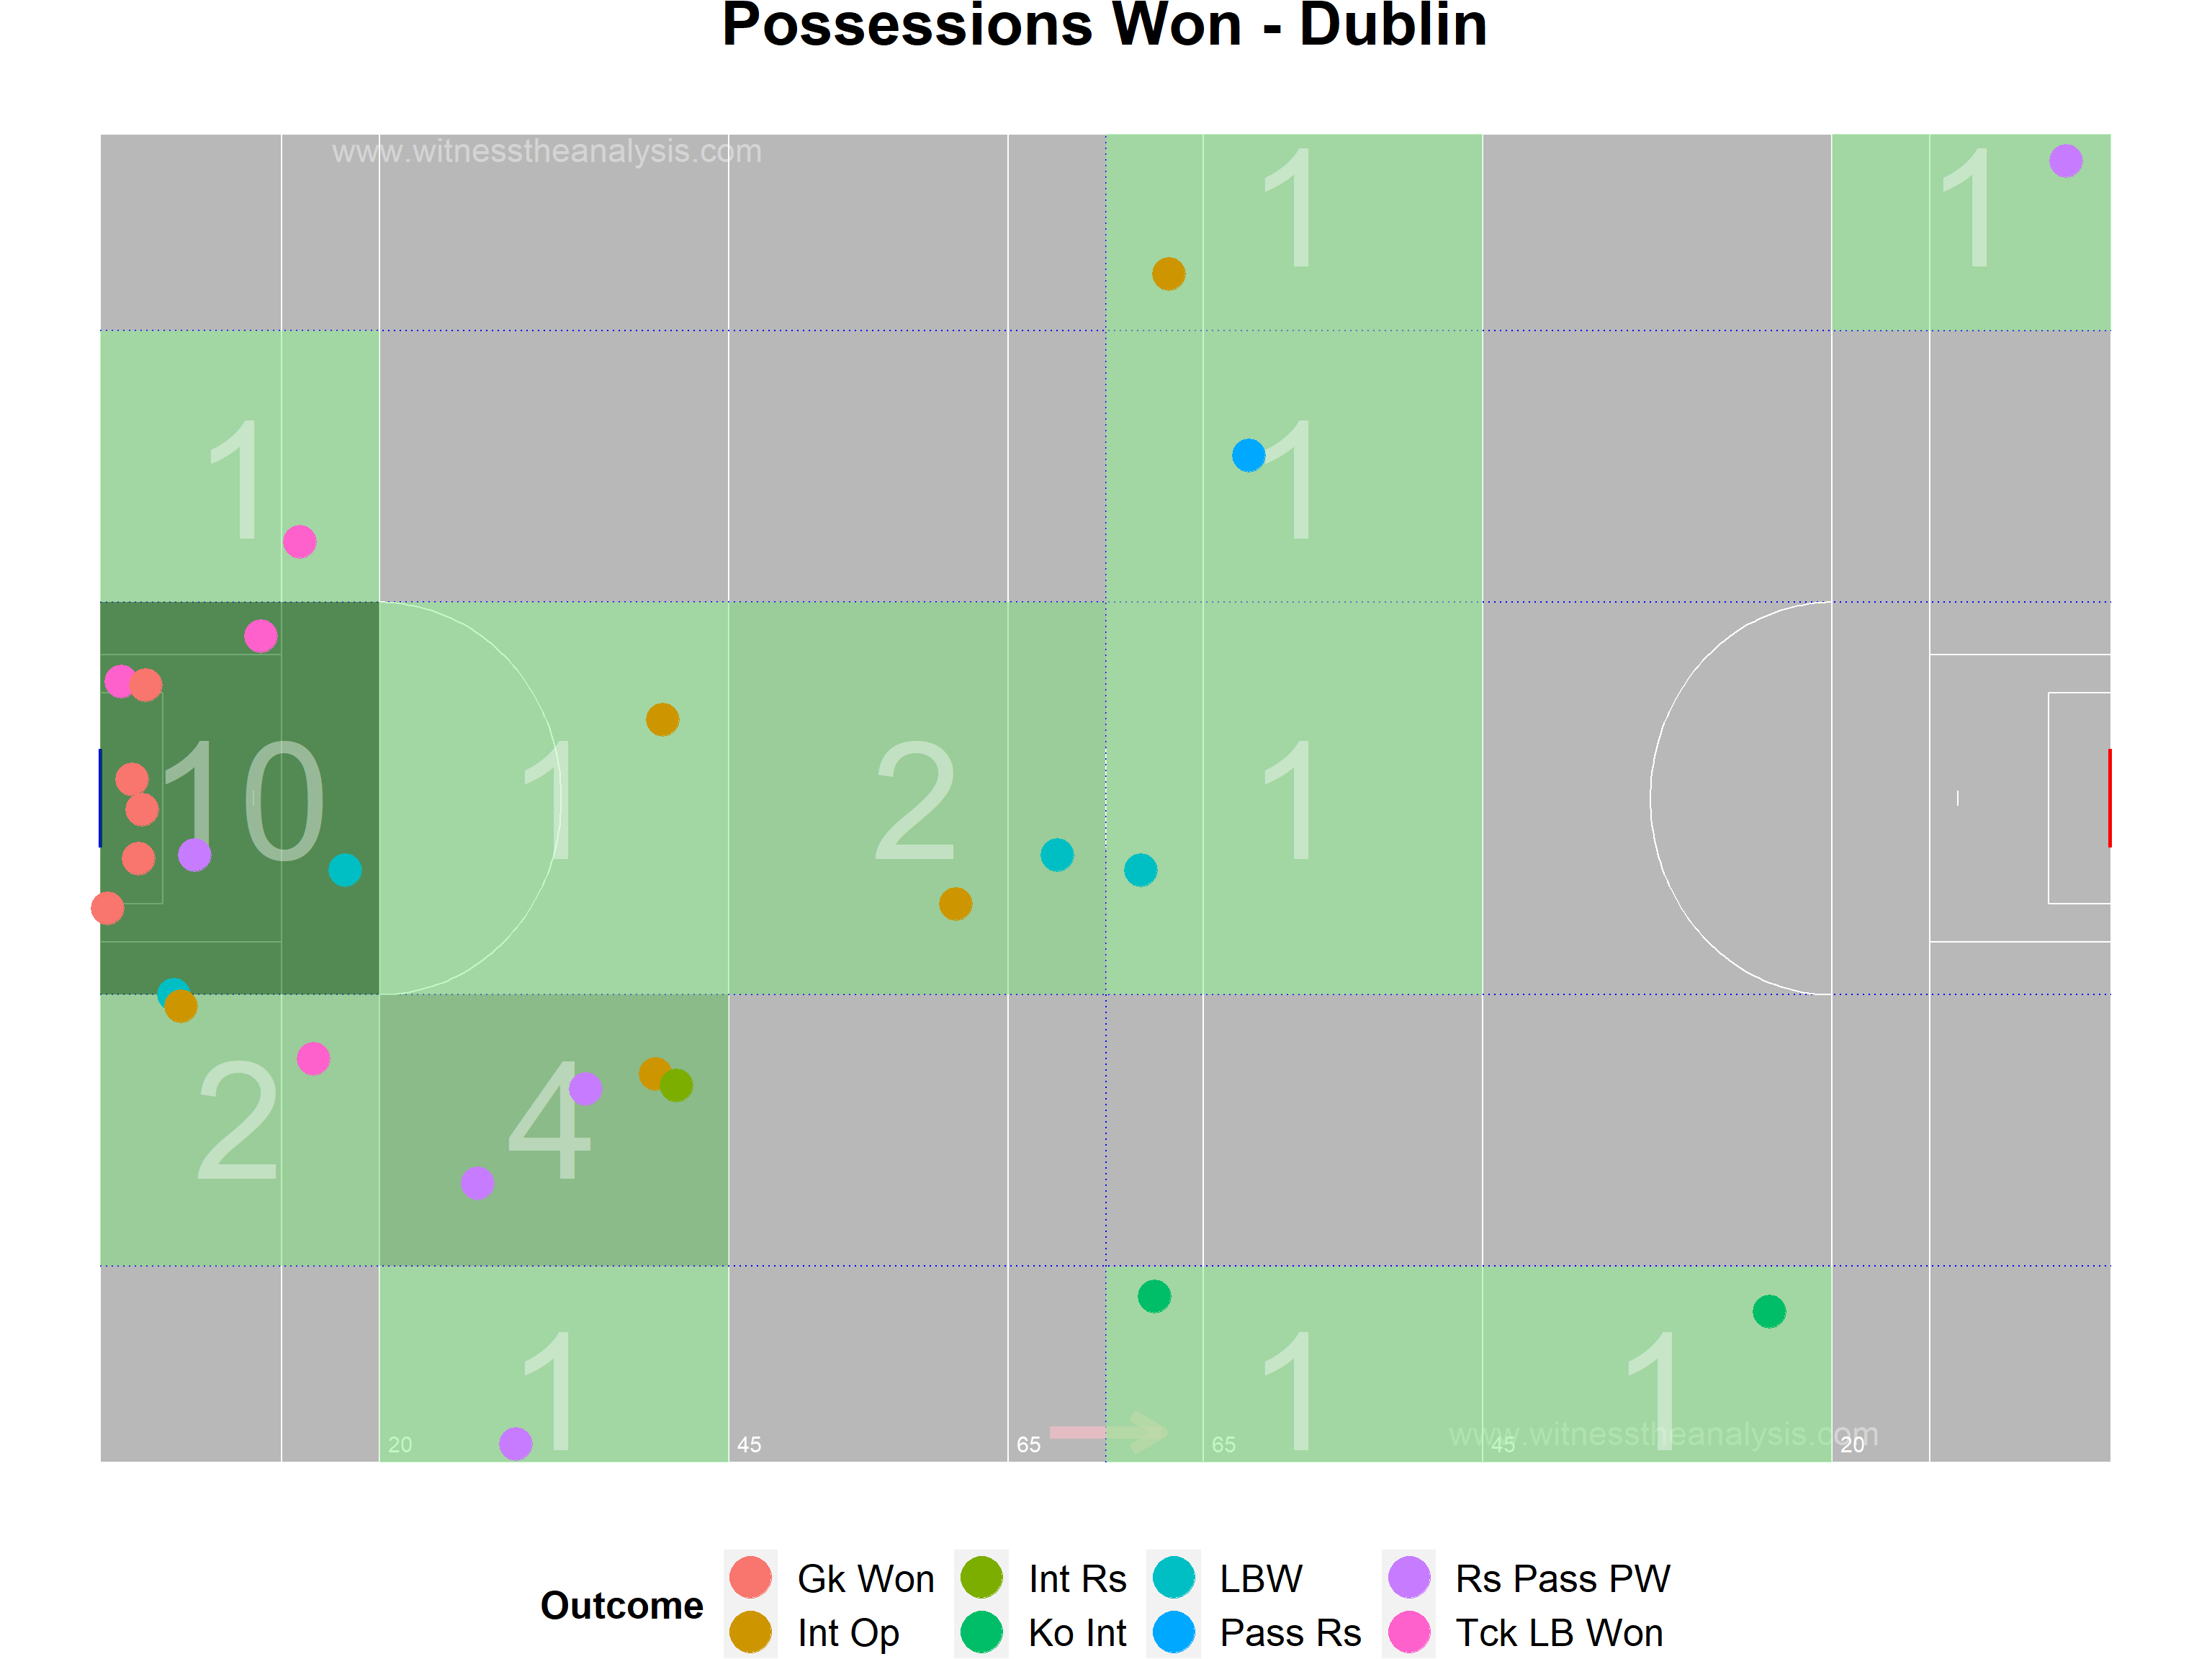 Possessions Won - Dublin
www.witnesstheanalysis.com
1 1
1 1
10 1 2 1
2 4
1 1 1
www.witnesstheanalysis.com
20 45 65 65 45 20
Outcome
Gk Won Int Rs LBW Rs Pass PW
Int Op Ko Int Pass Rs Tck LB Won